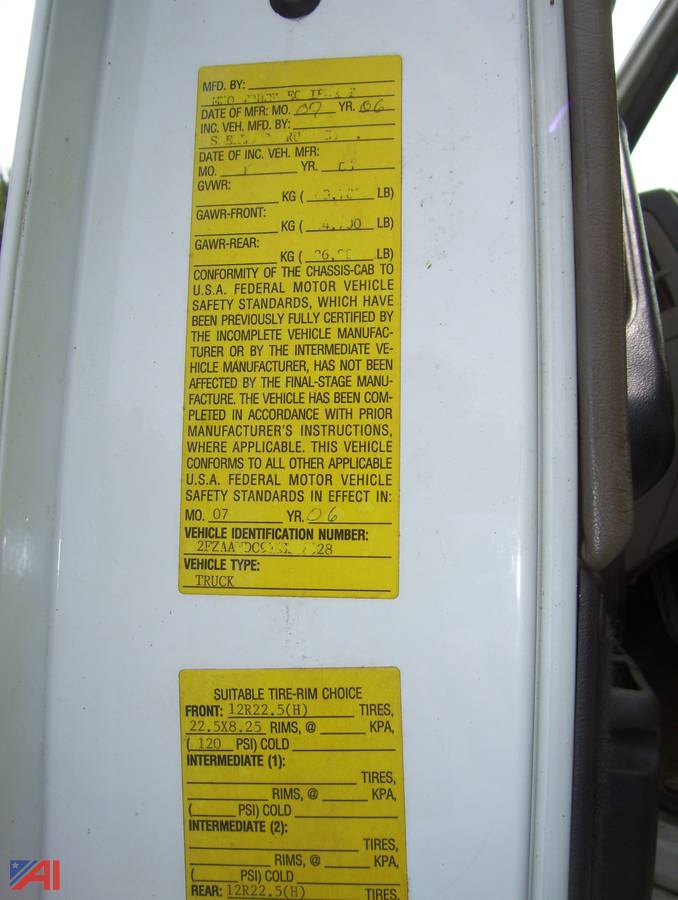 MFD. BY:
DATE OF MFR: MO. 07 YR. 06
INC. VEH. MFD. BY:
DATE OF INC. VEH. MFR:
MO. YR.
GVWR:
KG ( LB)
GAWR-FRONT:
KG ( LB)
GAWR-REAR:
KG ( LB)
CONFORMITY OF THE CHASSIS-CAB TO
U.S.A. FEDERAL MOTOR VEHICLE
SAFETY STANDARDS, WHICH HAVE
BEEN PREVIOUSLY FULLY CERTIFIED BY
THE INCOMPLETE VEHICLE MANUFAC-
TURER OR BY THE INTERMEDIATE VE-
HICLE MANUFACTURER, HAS NOT BEEN
AFFECTED BY THE FINAL-STAGE MANU-
FACTURE. THE VEHICLE HAS BEEN COM-
PLETED IN ACCORDANCE WITH PRIOR
MANUFACTURER'S INSTRUCTIONS,
WHERE APPLICABLE. THIS VEHICLE
CONFORMS TO ALL OTHER APPLICABLE
U.S.A. FEDERAL MOTOR VEHICLE
SAFETY STANDARDS IN EFFECT IN:
MO. 07 YR. 06
VEHICLE IDENTIFICATION NUMBER:
VEHICLE TYPE:
TRUCK
SUITABLE TIRE-RIM CHOICE
FRONT: 12R22.5(H) TIRES,
22.5X8.25 RIMS, @ KPA,
( 120 PSI) COLD
INTERMEDIATE (1):
TIRES,
RIMS, @ KPA,
( PSI) COLD
INTERMEDIATE (2):
TIRES,
RIMS, @ KPA,
( PSI) COLD
REAR: 12R22.5(H) TIRES,
AI